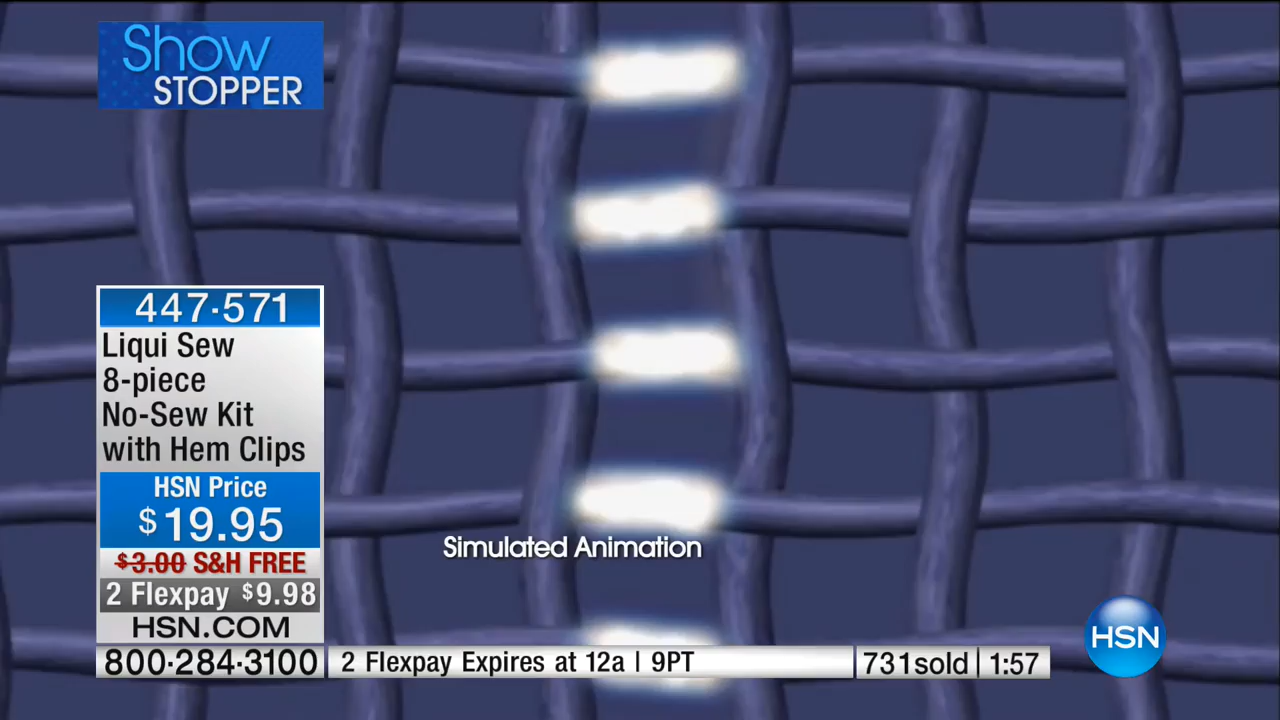 Show
STOPPER
447·571
Liqui Sew
8-piece
No-Sew Kit
with Hem Clips
HSN Price
$19.95
$3.00 S&H FREE
2 Flexpay $9.98
HSN.COM
800·284·3100
2 Flexpay Expires at 12a | 9PT
731sold | 1:57
Simulated Animation
HSN